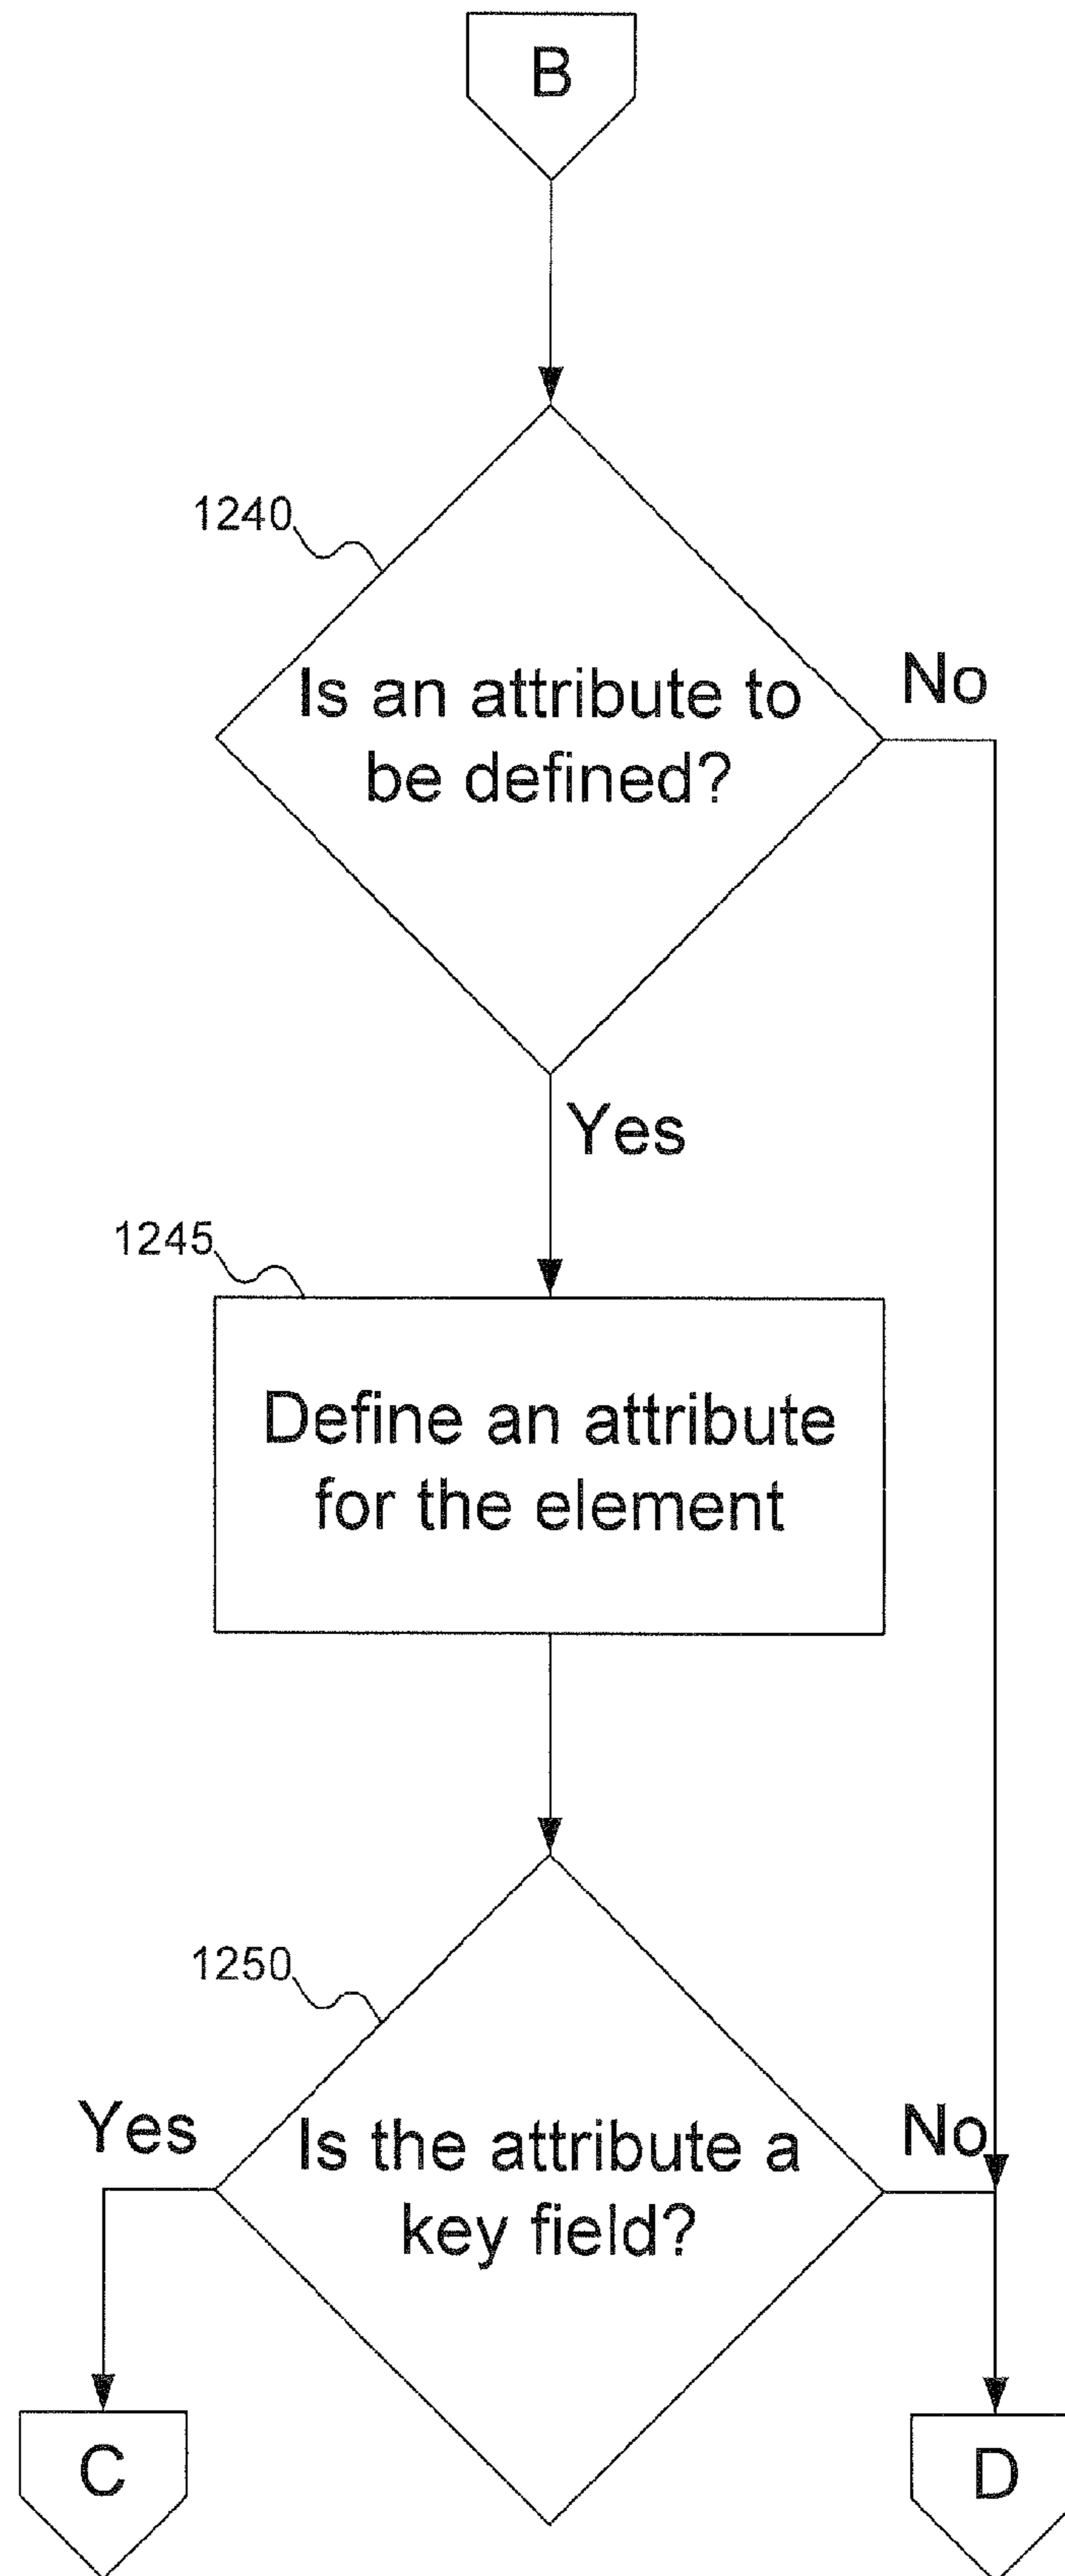 B
1240
Is an attribute to
be defined?
No
Yes
1245
Define an attribute
for the element
1250
Yes
Is the attribute a
key field?
No
C
D